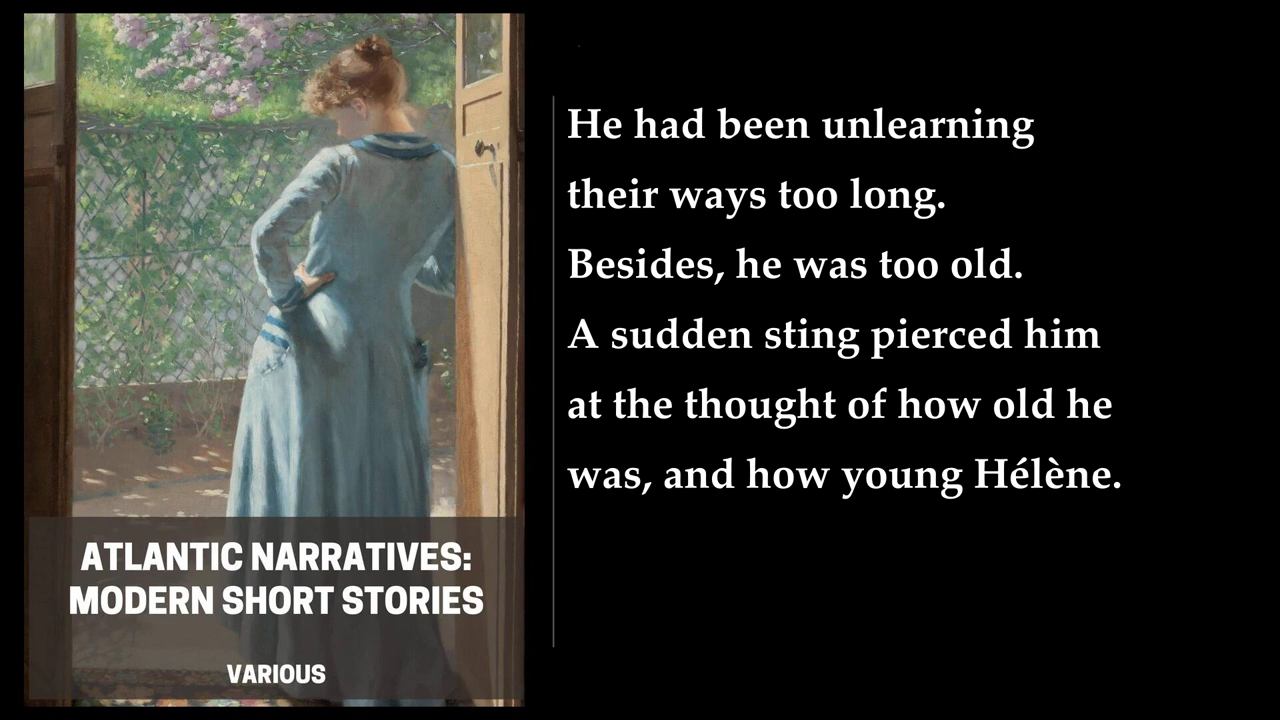 He had been unlearning
their ways too long.
Besides, he was too old.
A sudden sting pierced him
at the thought of how old he
was, and how young Hélène.
ATLANTIC NARRATIVES:
MODERN SHORT STORIES
VARIOUS